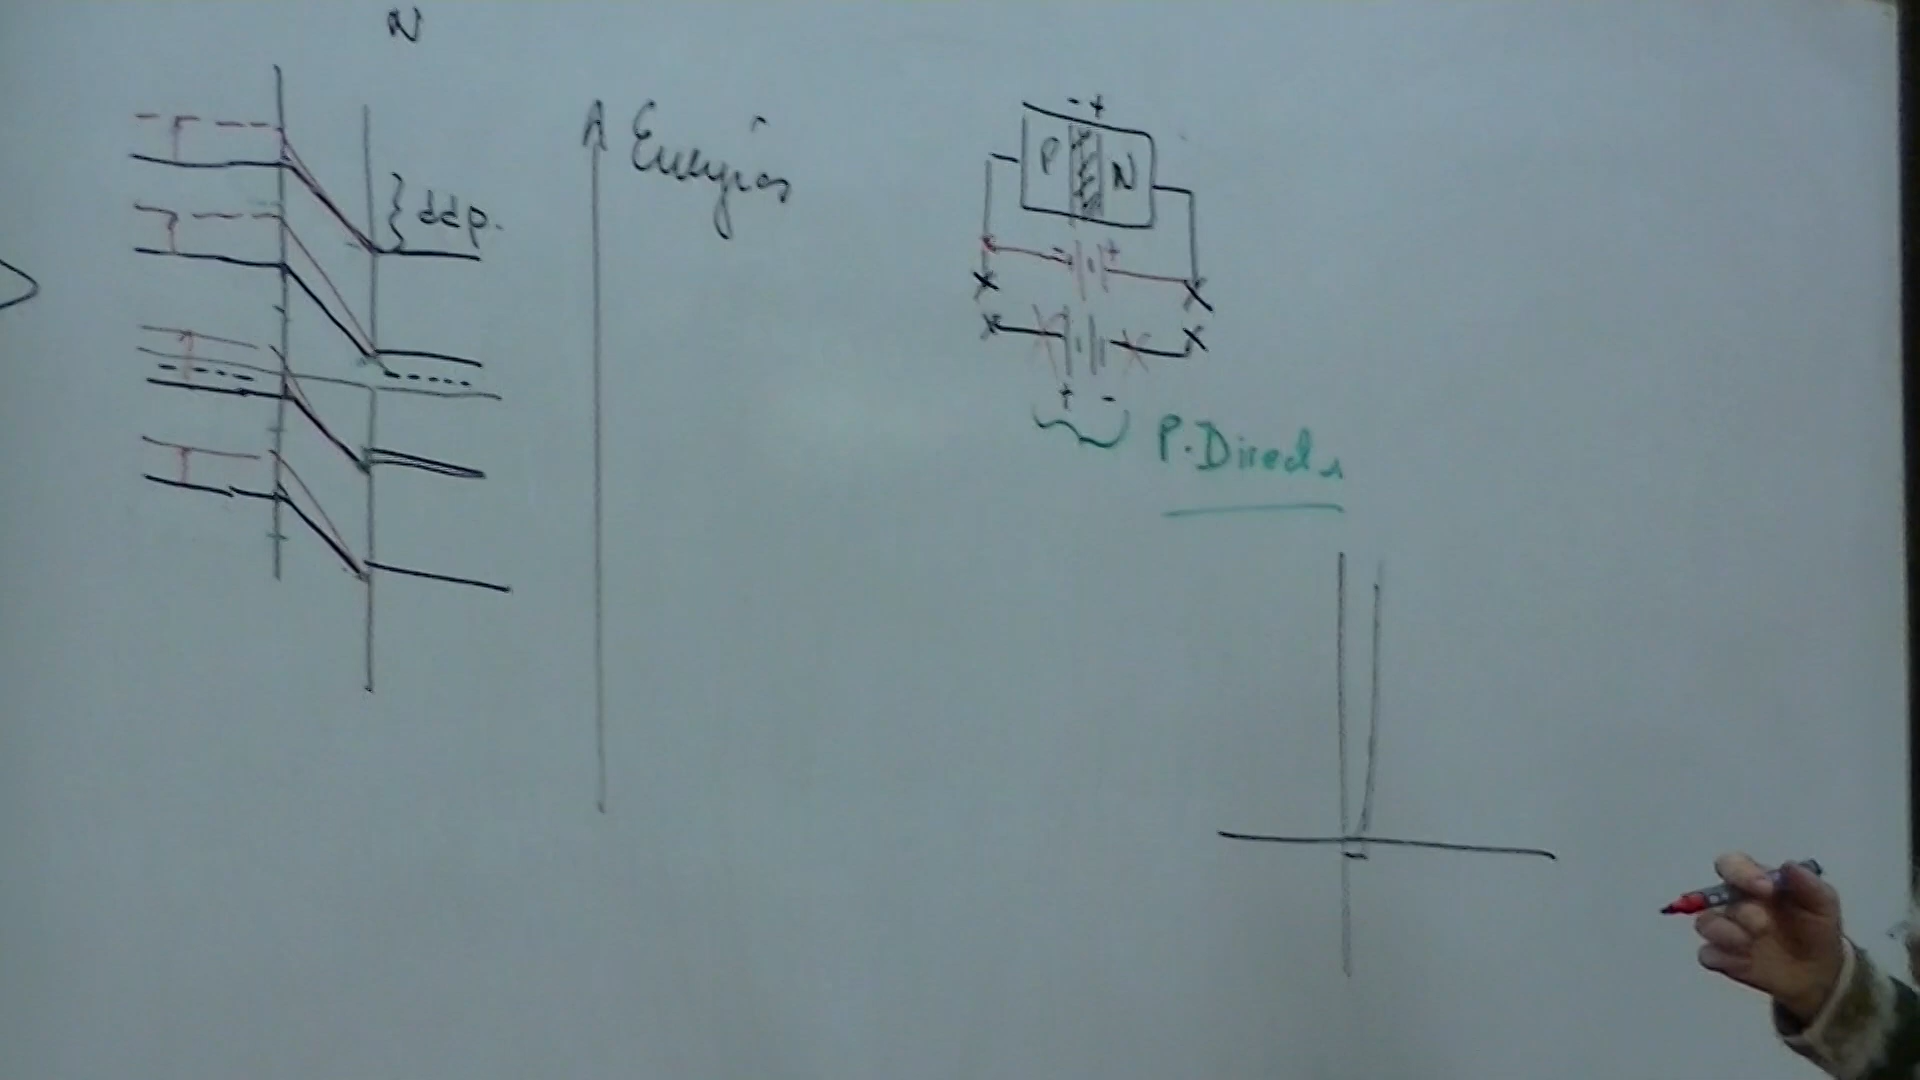 N
} ddp.
Energías
- +
P N
- +
+ -
P. Directa